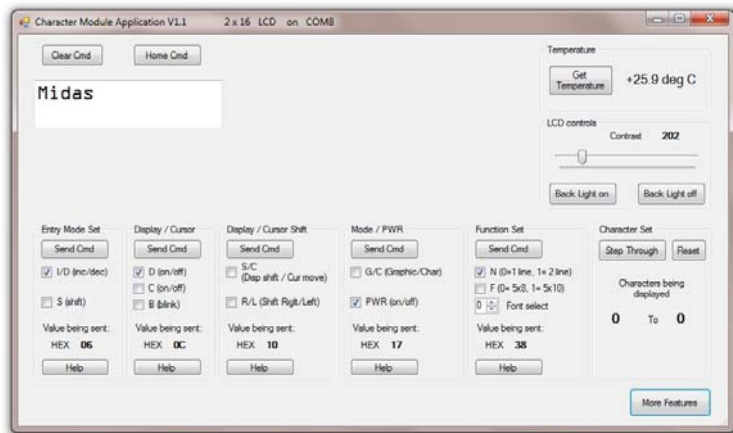 Character Module Application V1.1 2 x 16 LCD on COM8
Clear Cmd Home Cmd
Midas
Temperature
Get Temperature
+25.9 deg C
LCD controls
Contrast 202
Back Light on Back Light off
Entry Mode Set
Send Cmd
I/D (inc/dec)
S (shift)
Value being sent:
HEX 06
Help
Display / Cursor
Send Cmd
D (on/off)
C (on/off)
B (blink)
Value being sent:
HEX 0C
Help
Display / Cursor Shift
Send Cmd
S/C
(Disp shift / Cur move)
R/L (Shift Rigt/Left)
Value being sent:
HEX 10
Help
Mode / PWR
Send Cmd
G/C (Graphic/Char)
PWR (on/off)
Value being sent:
HEX 17
Help
Function Set
Send Cmd
N (0=1 line, 1= 2 line)
F (0= 5x8, 1= 5x10)
0 Font select
Value being sent:
HEX 38
Help
Character Set
Step Through Reset
Characters being
displayed
0 To 0
More Features